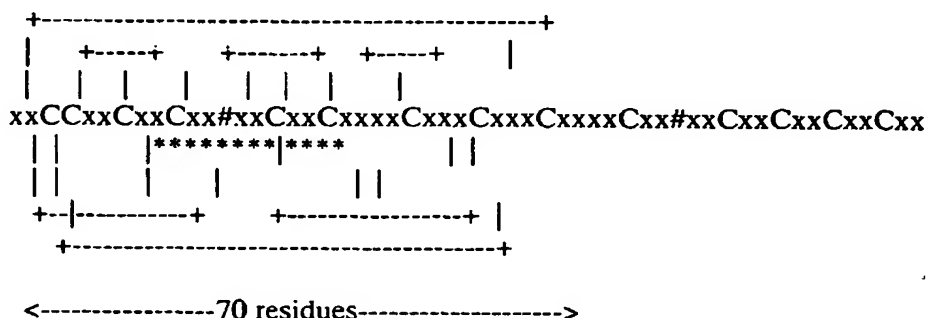 +-----------------------------------------------+
| +------+ +-------+ +------+ |
| | | | | | | |
xxCCxxCxxCxx#xxCxxCxxxxCxxxCxxxCxxxxCxx#xxCxxCxxCxxCxx
| | |********|**** | |
| | | | | |
+--|-----------+ +-----------------+ |
+-----------------------------------------+
<-----------------70 residues-------------------->